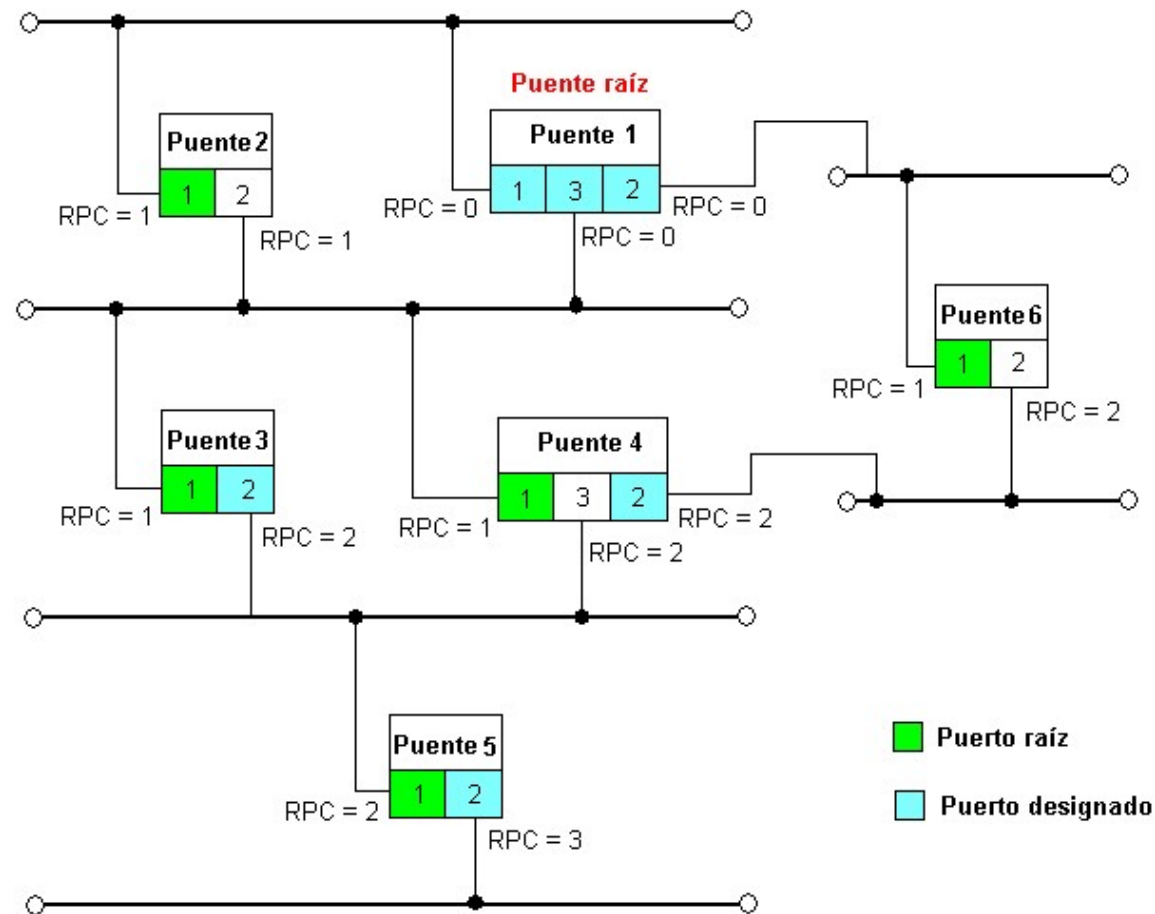 Puente raíz
Puente 2
1 2
RPC = 1
RPC = 1
Puente 1
1 3 2
RPC = 0
RPC = 0
RPC = 0
Puente 6
1 2
RPC = 1
RPC = 2
Puente 3
1 2
RPC = 1
RPC = 2
Puente 4
1 3 2
RPC = 1
RPC = 2
RPC = 2
Puente 5
1 2
RPC = 2
RPC = 3
Puerto raíz
Puerto designado